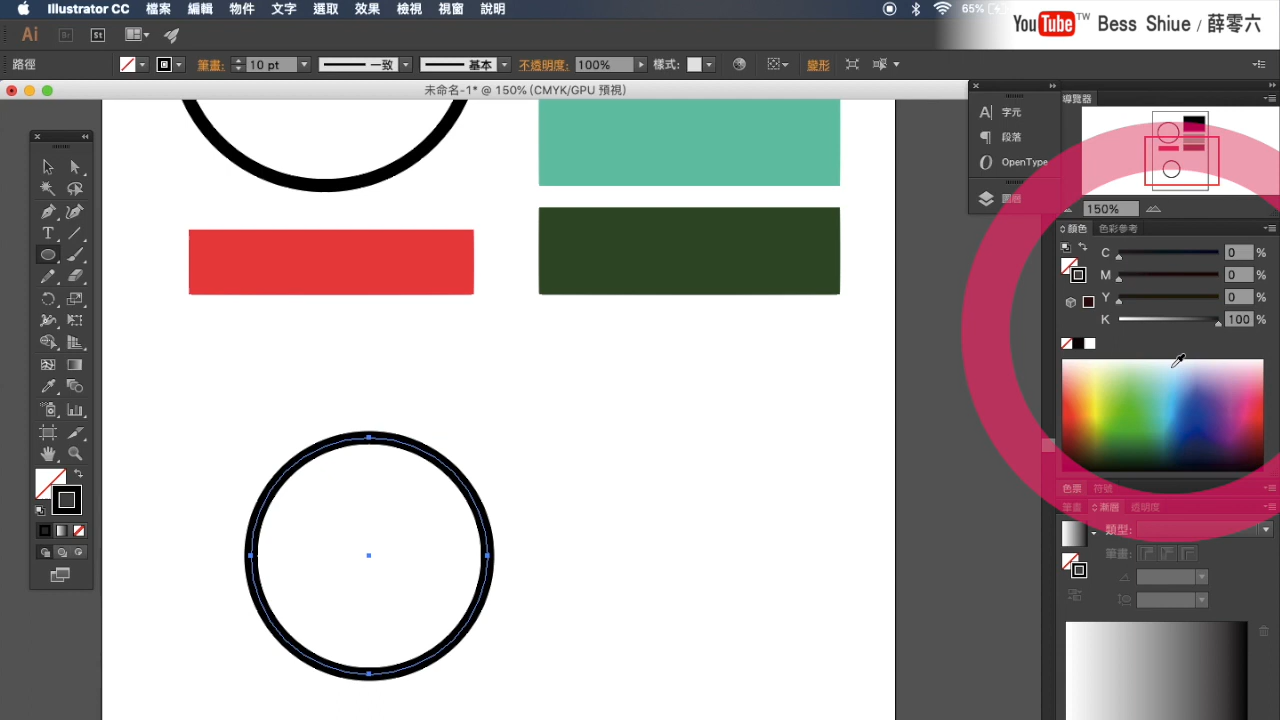 Illustrator CC 檔案 編輯 物件 文字 選取 效果 檢視 視窗 說明 65%
YouTube TW Bess Shiue / 薛零六
Ai Br St
路徑 筆畫: 10 pt 一致 基本 不透明度: 100% 樣式: 變形
未命名-1* @ 150% (CMYK/GPU 預視)
導覽器
字元
段落
OpenType
圖層
150%
顏色 色彩參考
C 0 %
M 0 %
Y 0 %
K 100 %
色票 符號
筆畫 漸層 透明度
類型:
筆畫: